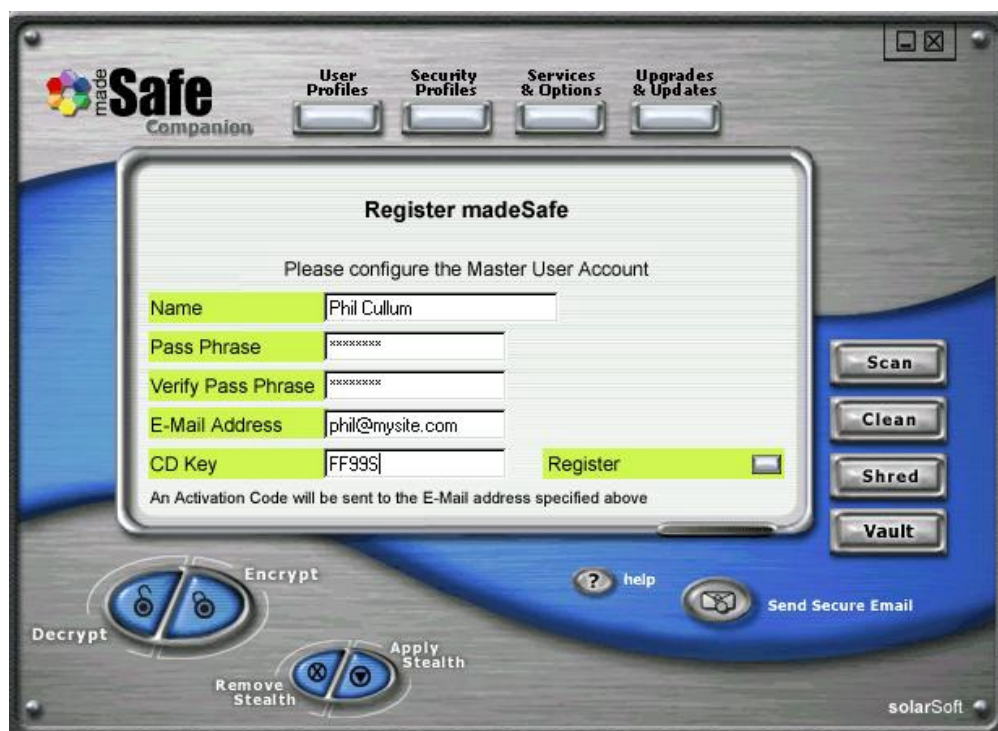 madeSafe
Companion
User Profiles
Security Profiles
Services & Options
Upgrades & Updates
Register madeSafe
Please configure the Master User Account
Name Phil Cullum
Pass Phrase ********
Verify Pass Phrase ********
E-Mail Address phil@mysite.com
CD Key FF99S
Register
An Activation Code will be sent to the E-Mail address specified above
Scan
Clean
Shred
Vault
Encrypt
Decrypt
? help
Send Secure Email
Apply Stealth
Remove Stealth
solarSoft